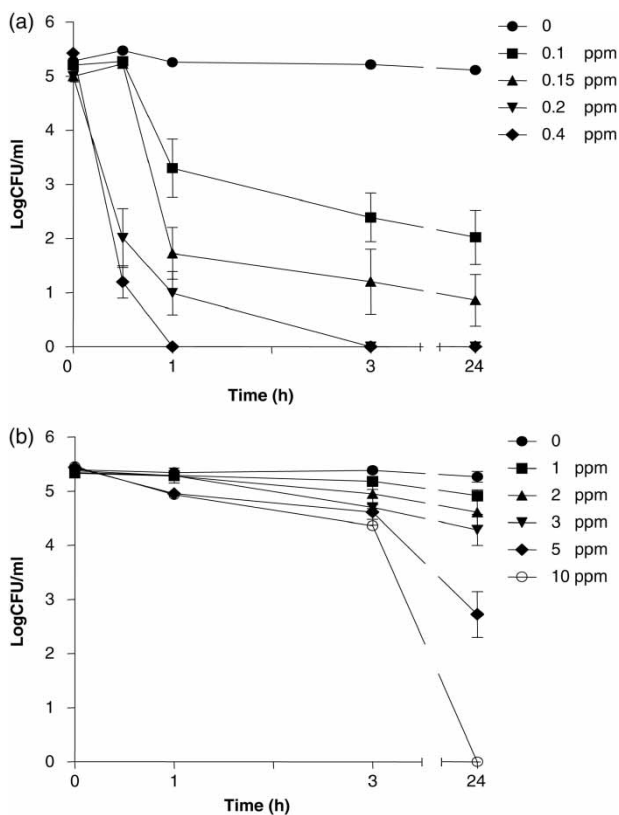 (a)
6
5
4
3
2
1
0
LogCFU/ml
0 1 3 24
Time (h)
0
0.1 ppm
0.15 ppm
0.2 ppm
0.4 ppm
(b)
6
5
4
3
2
1
0
LogCFU/ml
0 1 3 24
Time (h)
0
1 ppm
2 ppm
3 ppm
5 ppm
10 ppm